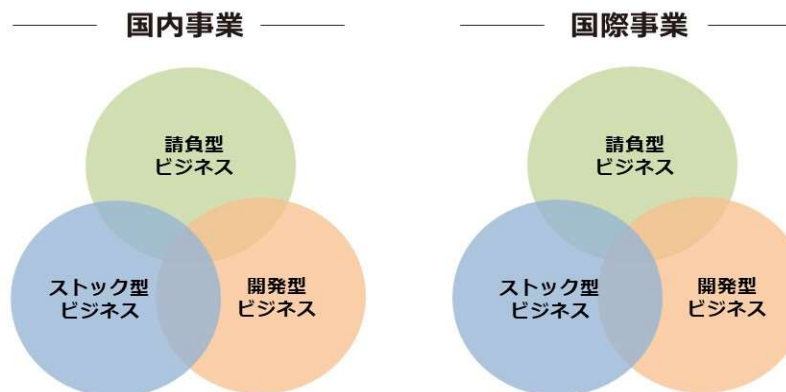 国内事業
請負型
ビジネス
ストック型
ビジネス
開発型
ビジネス
国際事業
請負型
ビジネス
ストック型
ビジネス
開発型
ビジネス